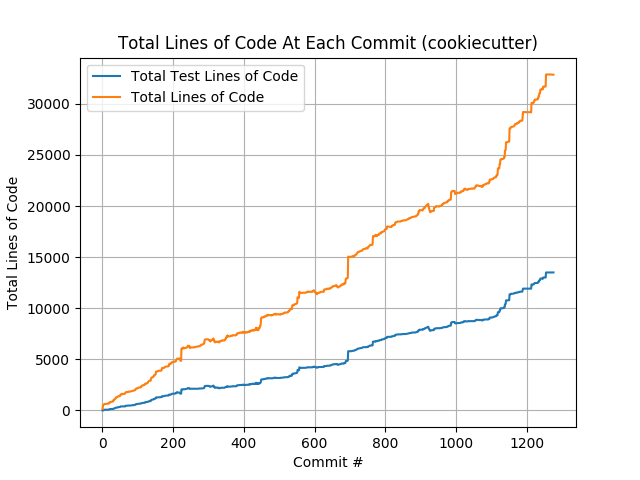 Total Lines of Code At Each Commit (cookiecutter)
Total Test Lines of Code
Total Lines of Code
Total Lines of Code
30000
25000
20000
15000
10000
5000
0
0 200 400 600 800 1000 1200
Commit #